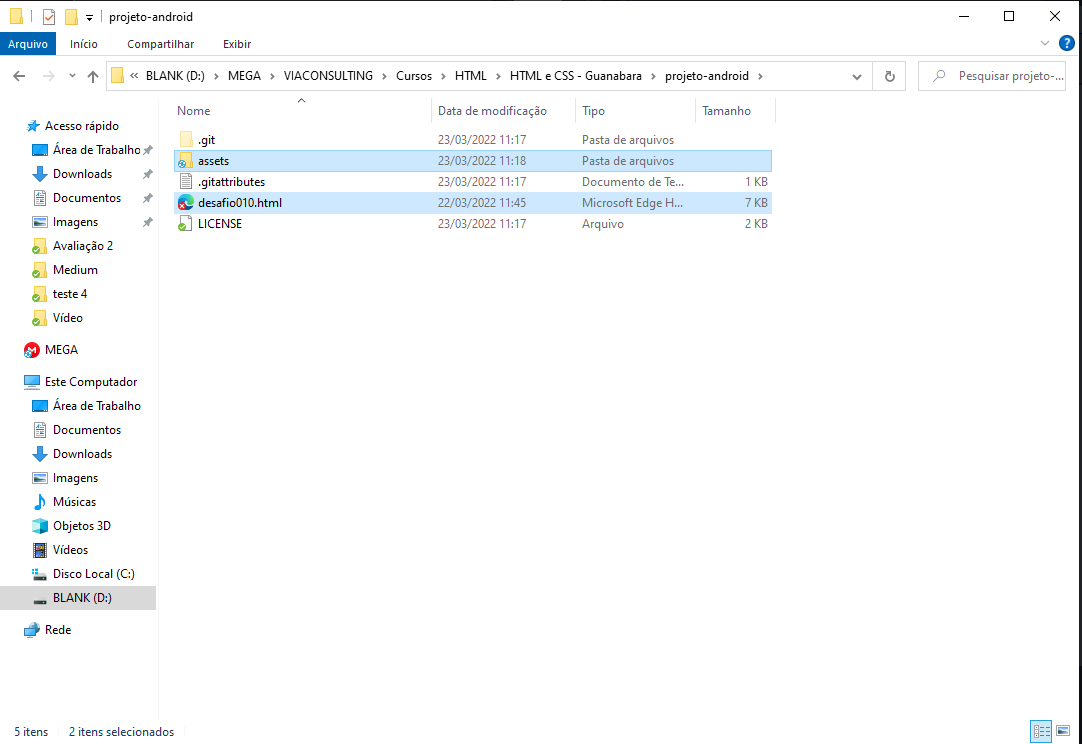 projeto-android
Arquivo Início Compartilhar Exibir ?
« BLANK (D:) > MEGA > VIACONSULTING > Cursos > HTML > HTML e CSS - Guanabara > projeto-android > Pesquisar projeto-...
Nome Data de modificação Tipo Tamanho
.git 23/03/2022 11:17 Pasta de arquivos
assets 23/03/2022 11:18 Pasta de arquivos
.gitattributes 23/03/2022 11:17 Documento de Te... 1 KB
desafio010.html 22/03/2022 11:45 Microsoft Edge H... 7 KB
LICENSE 23/03/2022 11:17 Arquivo 2 KB
Acesso rápido
Área de Trabalho
Downloads
Documentos
Imagens
Avaliação 2
Medium
teste 4
Vídeo
MEGA
Este Computador
Área de Trabalho
Documentos
Downloads
Imagens
Músicas
Objetos 3D
Vídeos
Disco Local (C:)
BLANK (D:)
Rede
5 itens 2 itens selecionados